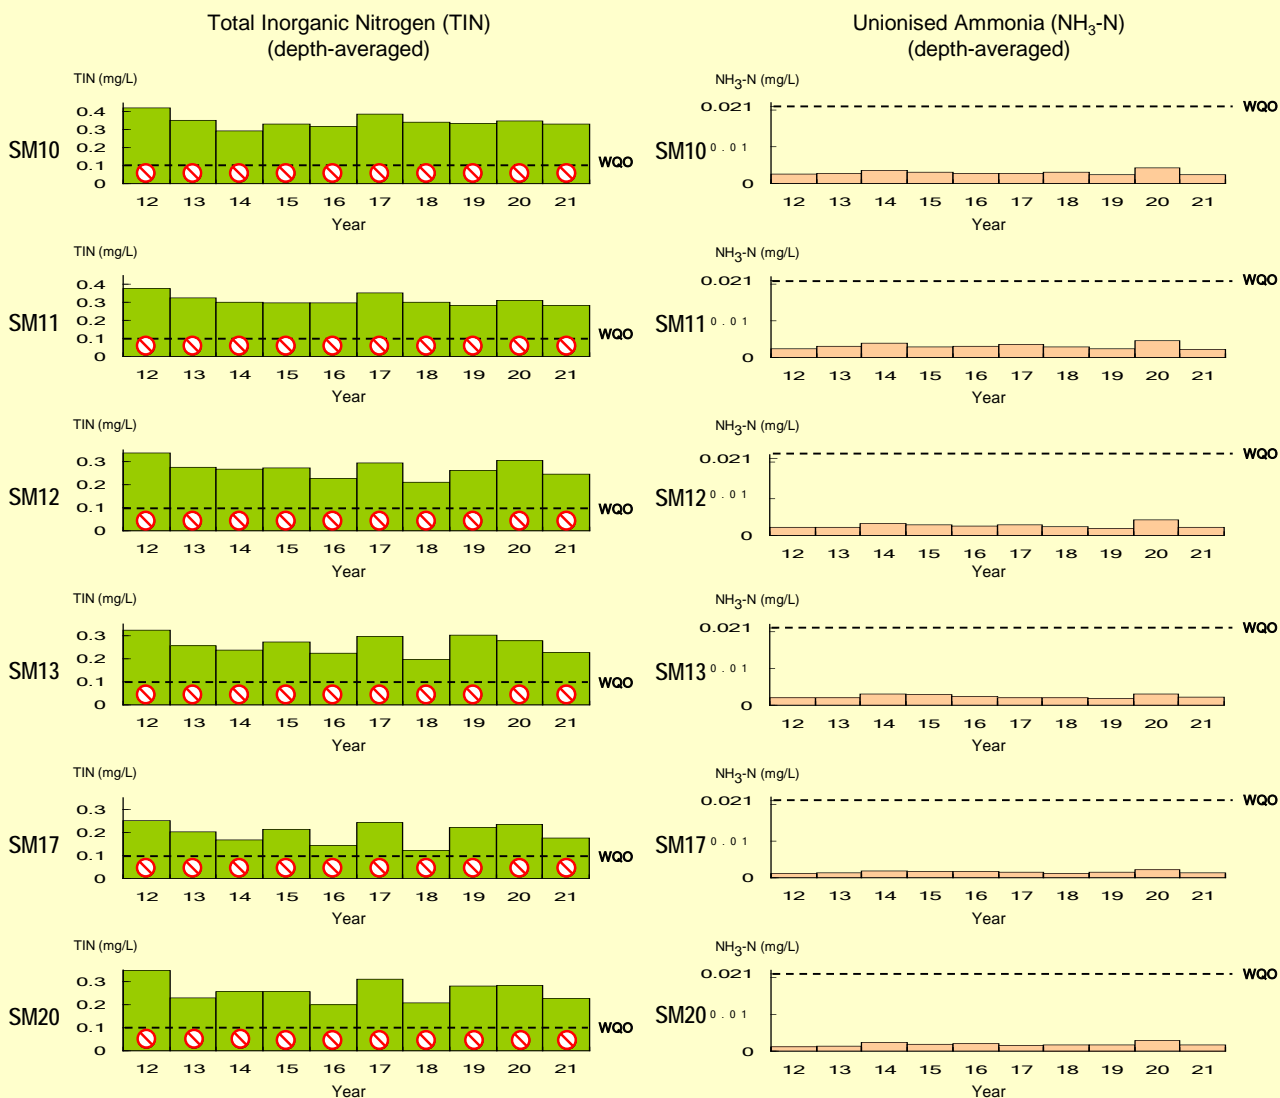 Total Inorganic Nitrogen (TIN)
(depth-averaged)
TIN (mg/L)
0.4
0.3
0.2
0.1
0
SM10
WQO
12 13 14 15 16 17 18 19 20 21
Year
TIN (mg/L)
0.4
0.3
0.2
0.1
0
SM11
WQO
12 13 14 15 16 17 18 19 20 21
Year
TIN (mg/L)
0.3
0.2
0.1
0
SM12
WQO
12 13 14 15 16 17 18 19 20 21
Year
TIN (mg/L)
0.3
0.2
0.1
0
SM13
WQO
12 13 14 15 16 17 18 19 20 21
Year
TIN (mg/L)
0.3
0.2
0.1
0
SM17
WQO
12 13 14 15 16 17 18 19 20 21
Year
TIN (mg/L)
0.3
0.2
0.1
0
SM20
WQO
12 13 14 15 16 17 18 19 20 21
Year
Unionised Ammonia (NH₃-N)
(depth-averaged)
NH₃-N (mg/L)
0.021
WQO
SM10 0.01
0
12 13 14 15 16 17 18 19 20 21
Year
NH₃-N (mg/L)
0.021
WQO
SM11 0.01
0
12 13 14 15 16 17 18 19 20 21
Year
NH₃-N (mg/L)
0.021
WQO
SM12 0.01
0
12 13 14 15 16 17 18 19 20 21
Year
NH₃-N (mg/L)
0.021
WQO
SM13 0.01
0
12 13 14 15 16 17 18 19 20 21
Year
NH₃-N (mg/L)
0.021
WQO
SM17 0.01
0
12 13 14 15 16 17 18 19 20 21
Year
NH₃-N (mg/L)
0.021
WQO
SM20 0.01
0
12 13 14 15 16 17 18 19 20 21
Year